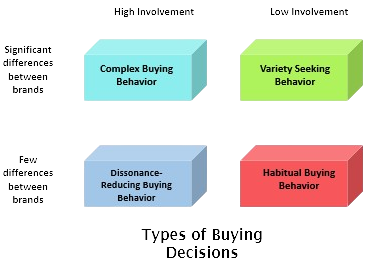 High Involvement
Low Involvement
Significant
differences
between
brands
Complex Buying
Behavior
Variety Seeking
Behavior
Few
differences
between
brands
Dissonance-
Reducing Buying
Behavior
Habitual Buying
Behavior
Types of Buying
Decisions